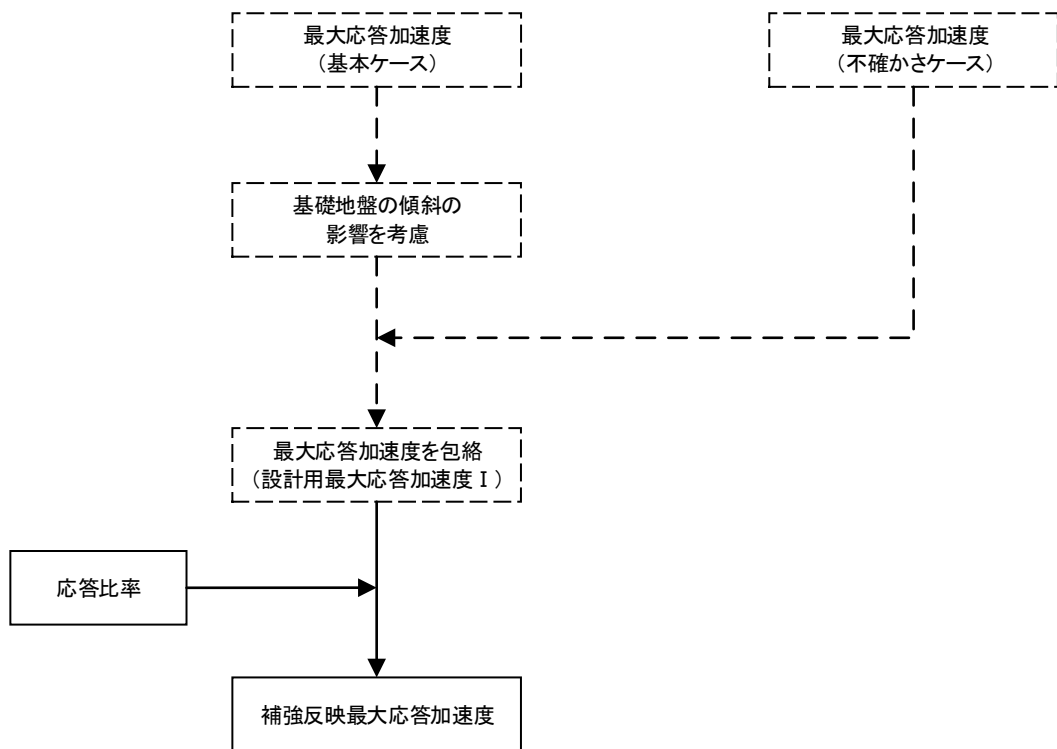 最大応答加速度
(基本ケース)
最大応答加速度
(不確かさケース)
基礎地盤の傾斜の
影響を考慮
最大応答加速度を包絡
(設計用最大応答加速度Ⅰ)
応答比率
補強反映最大応答加速度